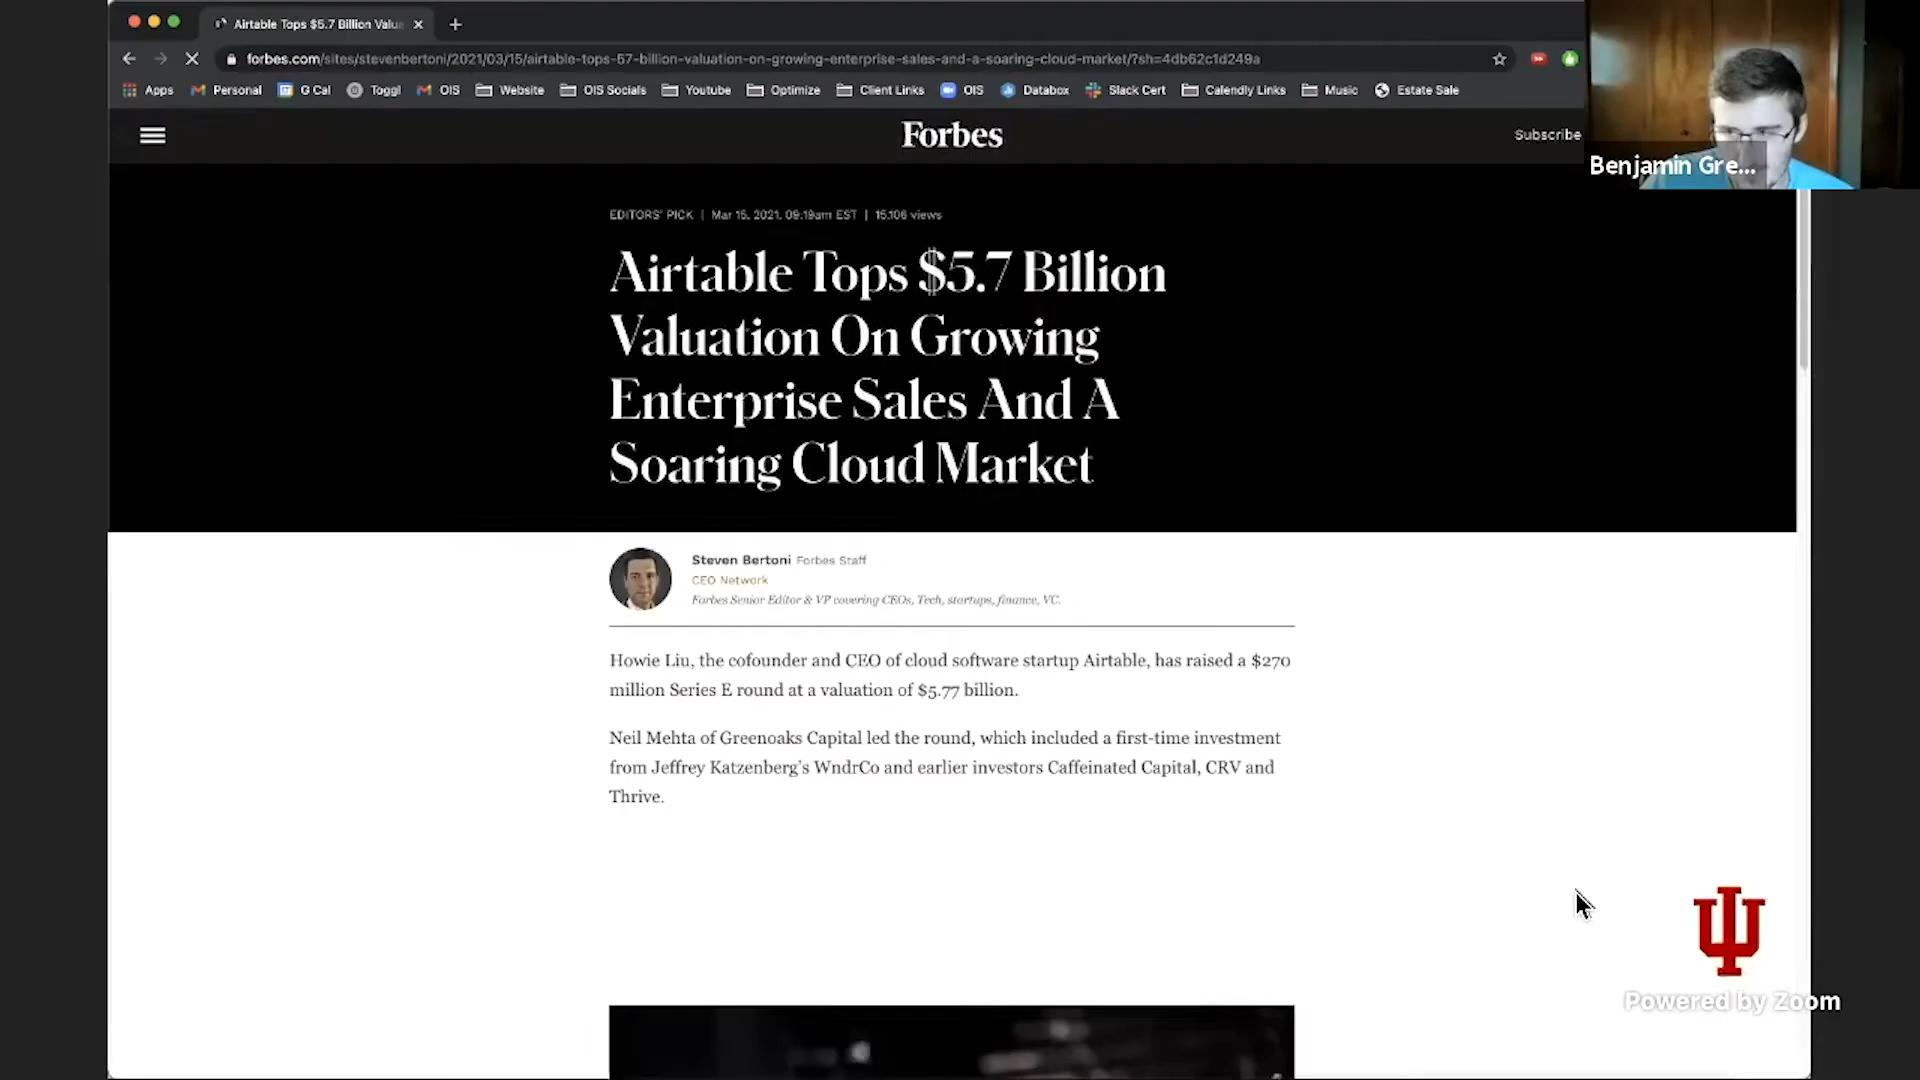 Airtable Tops $5.7 Billion Valu
forbes.com/sites/stevenbertoni/2021/03/15/airtable-tops-57-billion-valuation-on-growing-enterprise-sales-and-a-soaring-cloud-market/?sh=4db62c1d249a
Apps Personal G Cal Toggl OIS Website OIS Socials Youtube Optimize Client Links OIS Databox Slack Cert Calendly Links Music Estate Sale
Forbes
Subscribe
Benjamin Gre...
EDITORS' PICK | Mar 15, 2021, 09:19am EST | 15,106 views
Airtable Tops $5.7 Billion
Valuation On Growing
Enterprise Sales And A
Soaring Cloud Market
Steven Bertoni Forbes Staff
CEO Network
Forbes Senior Editor & VP covering CEOs, Tech, startups, finance, VC.
Howie Liu, the cofounder and CEO of cloud software startup Airtable, has raised a $270
million Series E round at a valuation of $5.77 billion.
Neil Mehta of Greenoaks Capital led the round, which included a first-time investment
from Jeffrey Katzenberg's WndrCo and earlier investors Caffeinated Capital, CRV and
Thrive.
Powered by Zoom